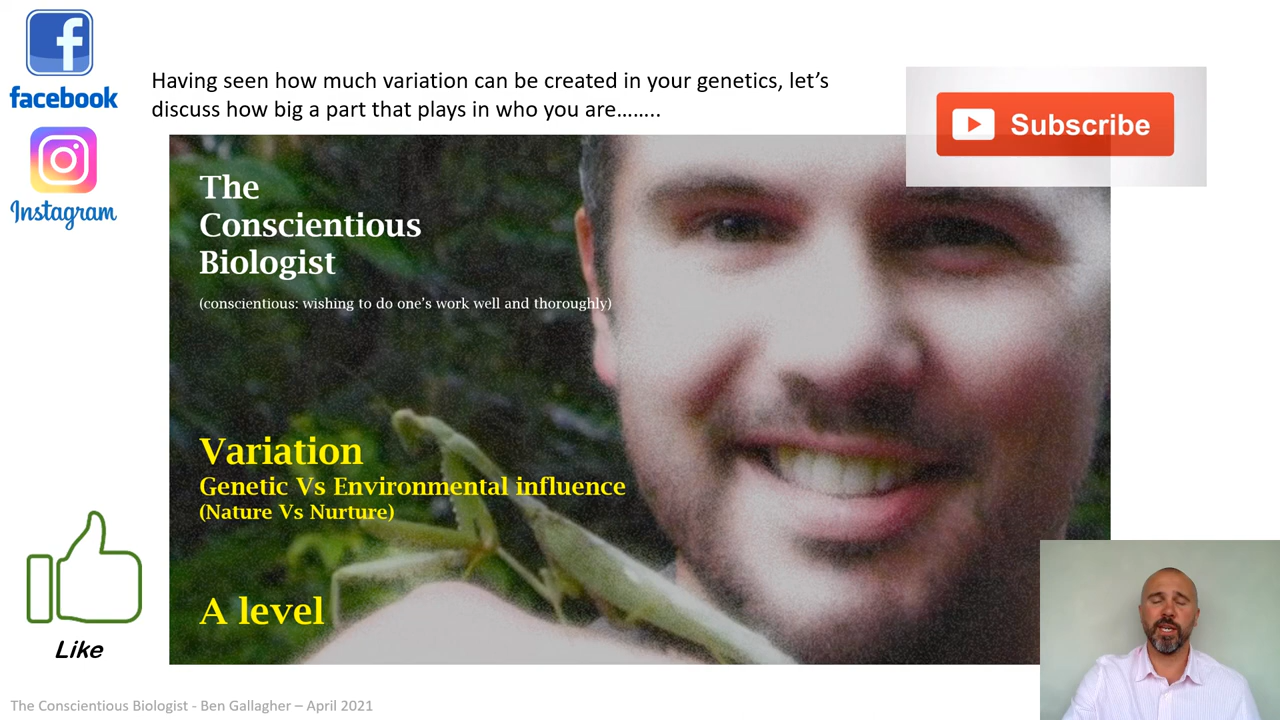 facebook
Instagram
Having seen how much variation can be created in your genetics, let’s
discuss how big a part that plays in who you are……..
Subscribe
The
Conscientious
Biologist
(conscientious: wishing to do one’s work well and thoroughly)
Variation
Genetic Vs Environmental influence
(Nature Vs Nurture)
A level
Like
The Conscientious Biologist - Ben Gallagher – April 2021